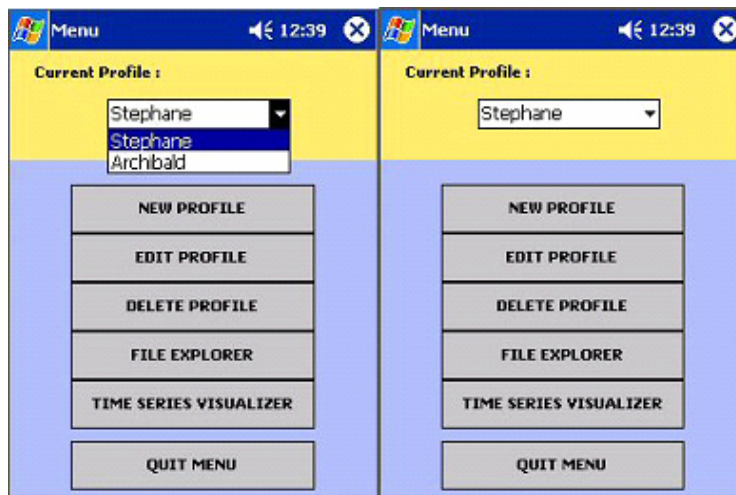 Menu 12:39
Current Profile :
Stephane
Stephane
Archibald
NEW PROFILE
EDIT PROFILE
DELETE PROFILE
FILE EXPLORER
TIME SERIES VISUALIZER
QUIT MENU
Menu 12:39
Current Profile :
Stephane
NEW PROFILE
EDIT PROFILE
DELETE PROFILE
FILE EXPLORER
TIME SERIES VISUALIZER
QUIT MENU